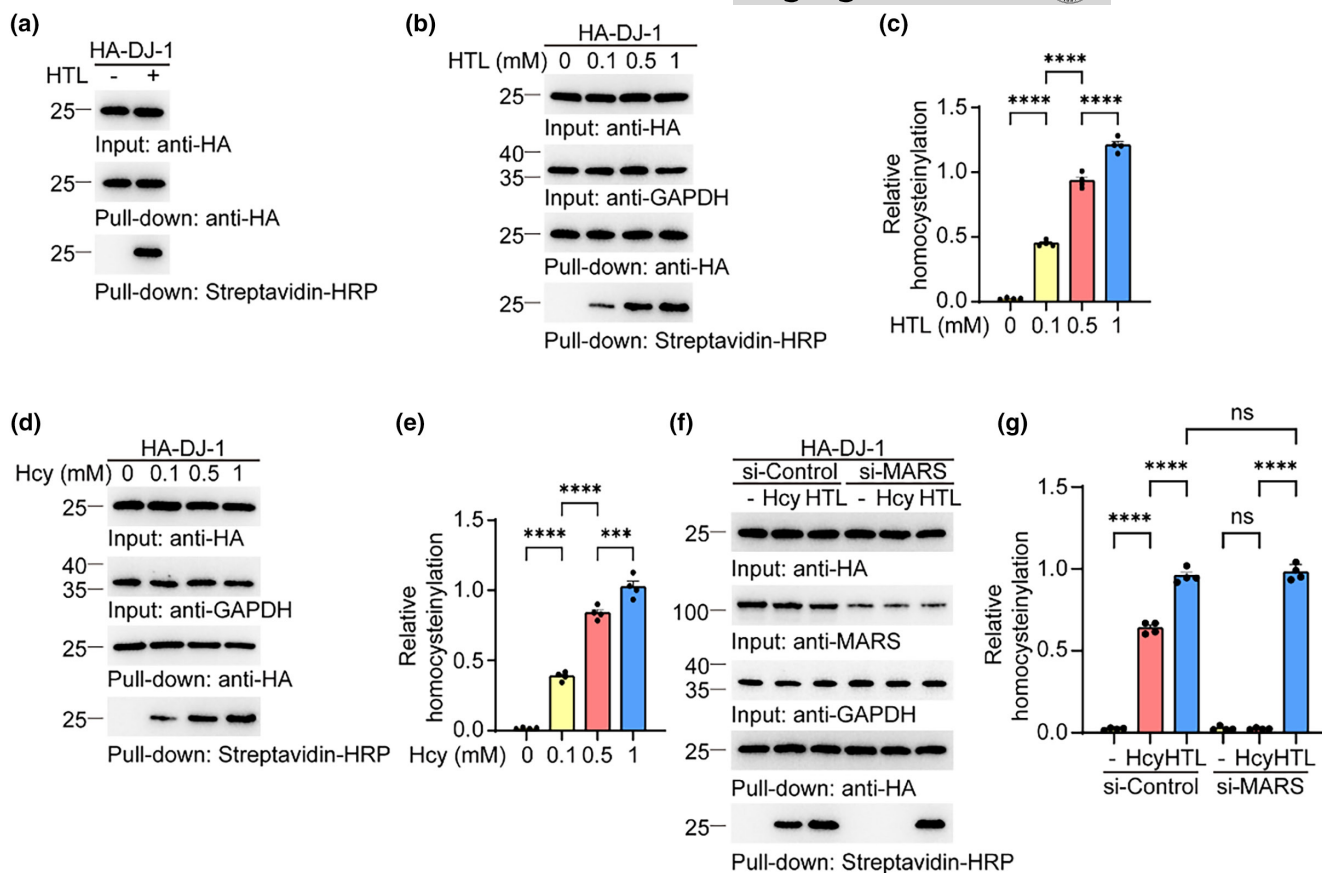 (a)
HA-DJ-1
HTL - +
25
Input: anti-HA
25
Pull-down: anti-HA
25
Pull-down: Streptavidin-HRP
(b)
HA-DJ-1
HTL (mM) 0 0.1 0.5 1
25
Input: anti-HA
40
35
Input: anti-GAPDH
25
Pull-down: anti-HA
25
Pull-down: Streptavidin-HRP
(c)
****
**** ****
Relative
homocysteinylation
1.5
1.0
0.5
0.0
HTL (mM) 0 0.1 0.5 1
(d)
HA-DJ-1
Hcy (mM) 0 0.1 0.5 1
25
Input: anti-HA
40
35
Input: anti-GAPDH
25
Pull-down: anti-HA
25
Pull-down: Streptavidin-HRP
(e)
****
**** ***
Relative
homocysteinylation
1.5
1.0
0.5
0.0
Hcy (mM) 0 0.1 0.5 1
(f)
HA-DJ-1
si-Control si-MARS
- Hcy HTL - Hcy HTL
25
Input: anti-HA
100
Input: anti-MARS
40
35
Input: anti-GAPDH
25
Pull-down: anti-HA
25
Pull-down: Streptavidin-HRP
(g)
ns
**** ****
**** ns
Relative
homocysteinylation
1.5
1.0
0.5
0.0
- Hcy HTL - Hcy HTL
si-Control si-MARS